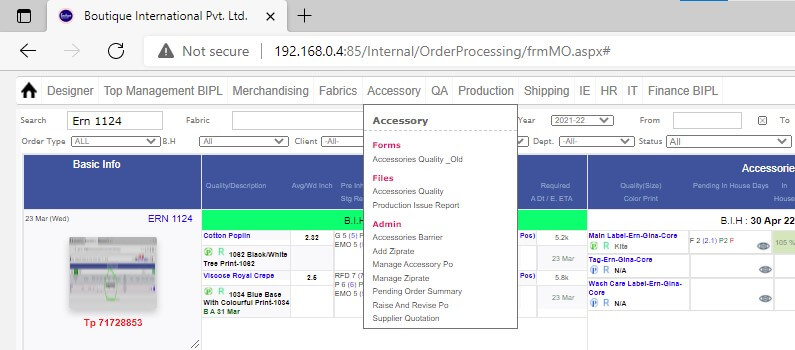 Boutique International Pvt. Ltd.
Not secure 192.168.0.4:85/Internal/OrderProcessing/frmMO.aspx#
Designer Top Management BIPL Merchandising Fabrics Accessory QA Production Shipping IE HR IT Finance BIPL
Search Ern 1124 Fabric Year 2021-22 From To
Order Type ALL B.H All Client -All- Dept. -All- Status All
Accessory
Forms
Accessories Quality _Old
Files
Accessories Quality
Production Issue Report
Admin
Accessories Barrier
Add Ziprate
Manage Accessory Po
Manage Ziprate
Pending Order Summary
Raise And Revise Po
Supplier Quotation
Basic Info
23 Mar (Wed) ERN 1124
Tp 71728853
Quality/Description Avg/Wd Inch Pre In
Stg Re
B.I.H
Cotton Poplin 2.32 G 5 (5)
P R 1062 Black/White EMO 5
Tree Print-1062
Viscose Royal Crepe 2.5 RFD 7 (7
P 6 (6)
R 1034 Blue Base EMO 5
With Colourful Print-1034
B A 31 Mar
Required
A Dt / E. ETA
Pos) 5.2k
23 Mar
Pos) 5.8k
23 Mar
Accessorie
Quality(Size) Pending In House Days In
Color Print House
B.I.H : 30 Apr 22
Main Label-Ern-Gina-Core F 2 (2.1) P2 F 105 %
R Kite
Tag-Ern-Gina-Core
P R N/A
Wash Care Label-Ern-Gina-
Core
P R N/A